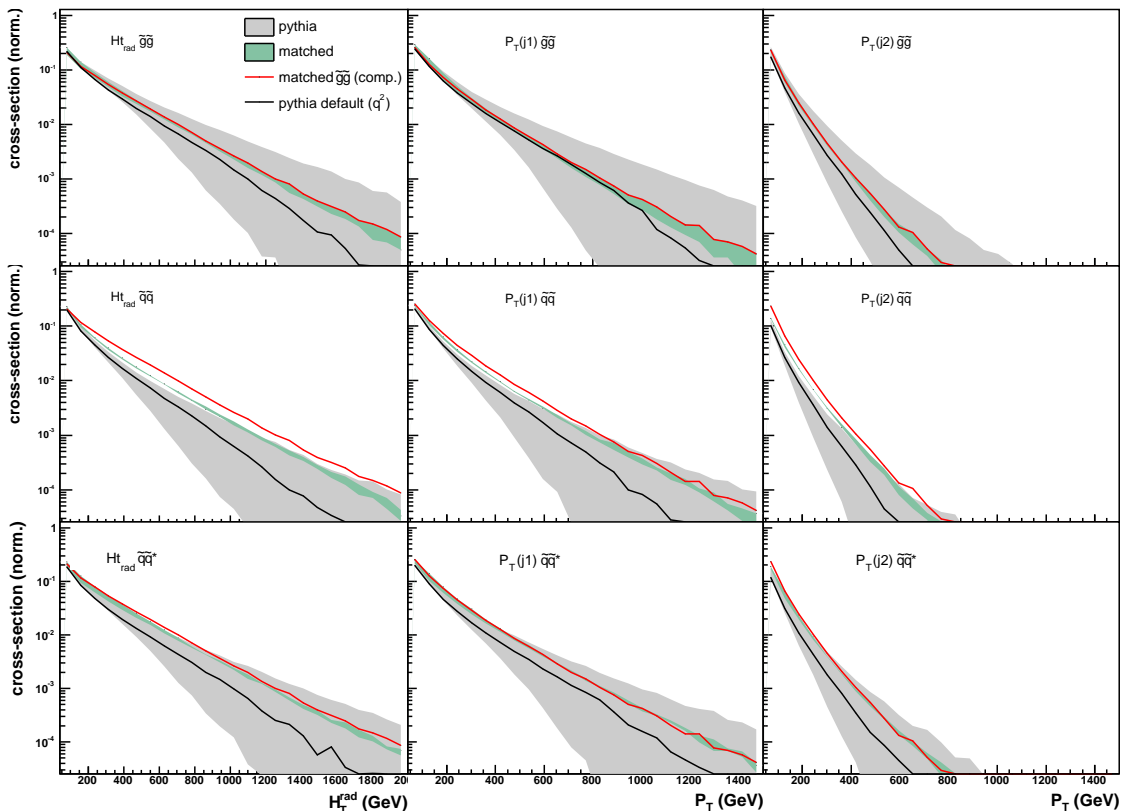 cross-section (norm.)
1
10⁻¹
10⁻²
10⁻³
10⁻⁴
Ht_rad g̃g̃
pythia
matched
matched g̃g̃ (comp.)
pythia default (q²)
P_T(j1) g̃g̃
P_T(j2) g̃g̃
cross-section (norm.)
10⁻¹
10⁻²
10⁻³
10⁻⁴
Ht_rad q̃q̃
P_T(j1) q̃q̃
P_T(j2) q̃q̃
cross-section (norm.)
10⁻¹
10⁻²
10⁻³
10⁻⁴
Ht_rad q̃q̃*
P_T(j1) q̃q̃*
P_T(j2) q̃q̃*
200 400 600 800 1000 1200 1400 1600 1800 20
200 400 600 800 1000 1200 1400
200 400 600 800 1000 1200 1400
H_T^rad (GeV)
P_T (GeV)
P_T (GeV)